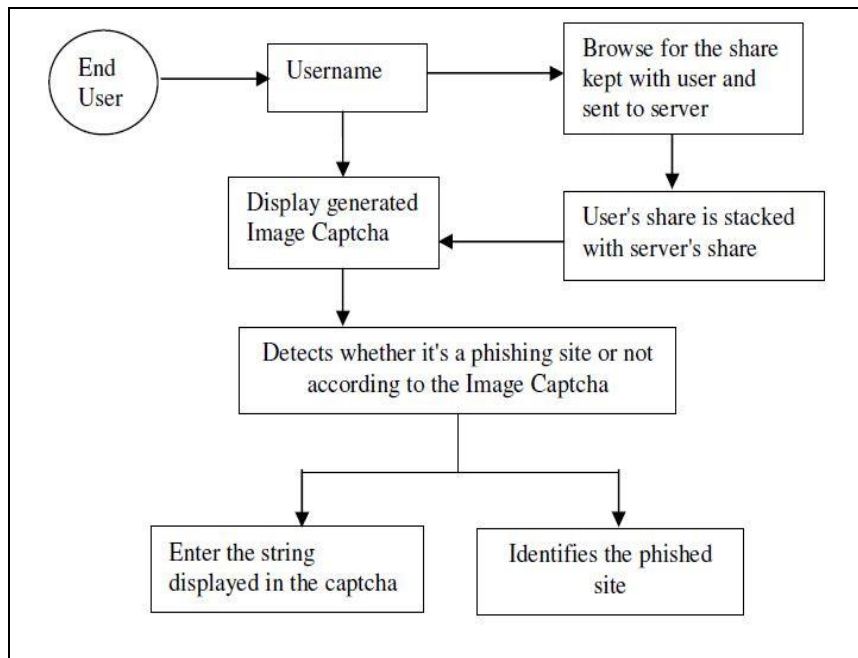 End
User
Username
Browse for the share
kept with user and
sent to server
Display generated
Image Captcha
User's share is stacked
with server's share
Detects whether it's a phishing site or not
according to the Image Captcha
Enter the string
displayed in the captcha
Identifies the phished
site